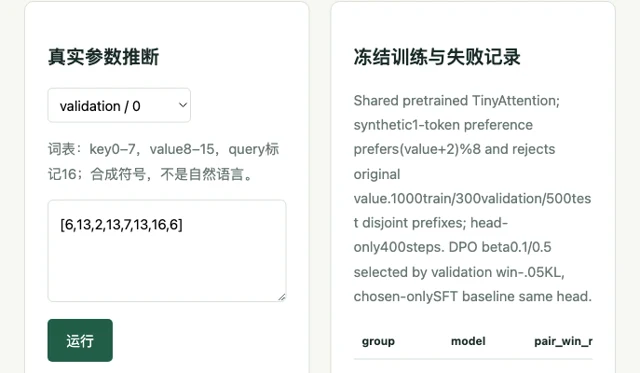 真实参数推断
validation / 0
词表：key0–7，value8–15，query标
记16；合成符号，不是自然语言。
[6,13,2,13,7,13,16,6]
运行
冻结训练与失败记录
Shared pretrained TinyAttention;
synthetic1-token preference
prefers(value+2)%8 and rejects
original
value.1000train/300validation/500tes
t disjoint prefixes; head-
only400steps. DPO beta0.1/0.5
selected by validation win-.05KL,
chosen-onlySFT baseline same head.
group model pair_win_r